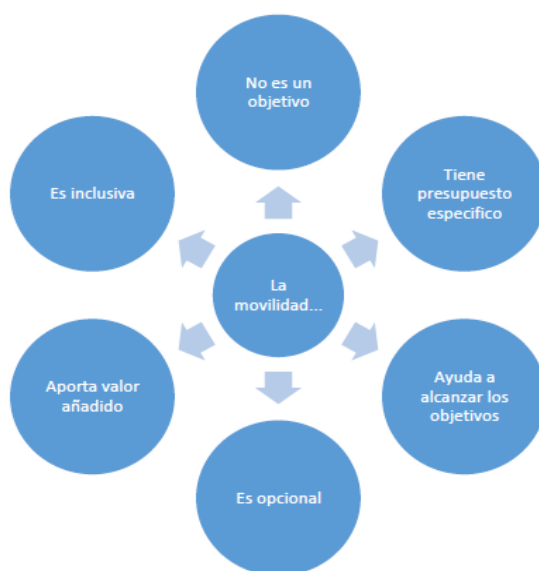 No es un
objetivo
Tiene
presupuesto
especifico
Ayuda a
alcanzar los
objetivos
Es opcional
Aporta valor
añadido
Es inclusiva
La
movilidad...